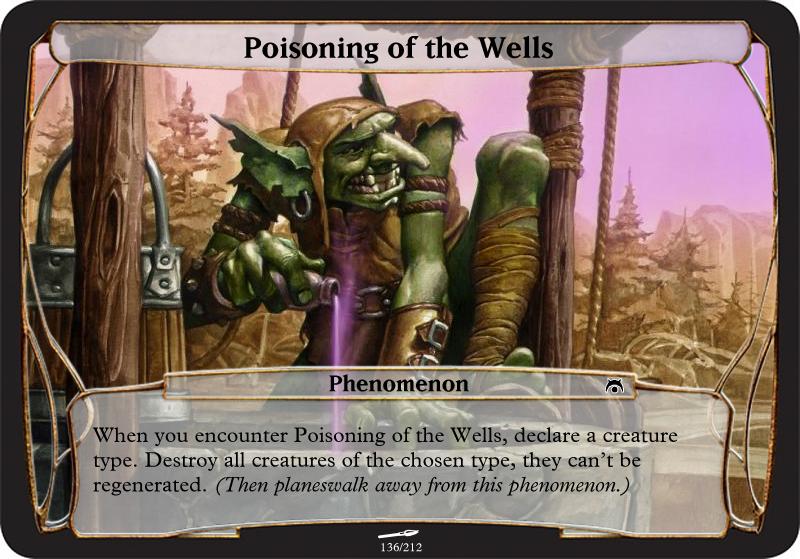 Poisoning of the Wells
Phenomenon
When you encounter Poisoning of the Wells, declare a creature
type. Destroy all creatures of the chosen type, they can't be
regenerated. (Then planeswalk away from this phenomenon.)
136/212